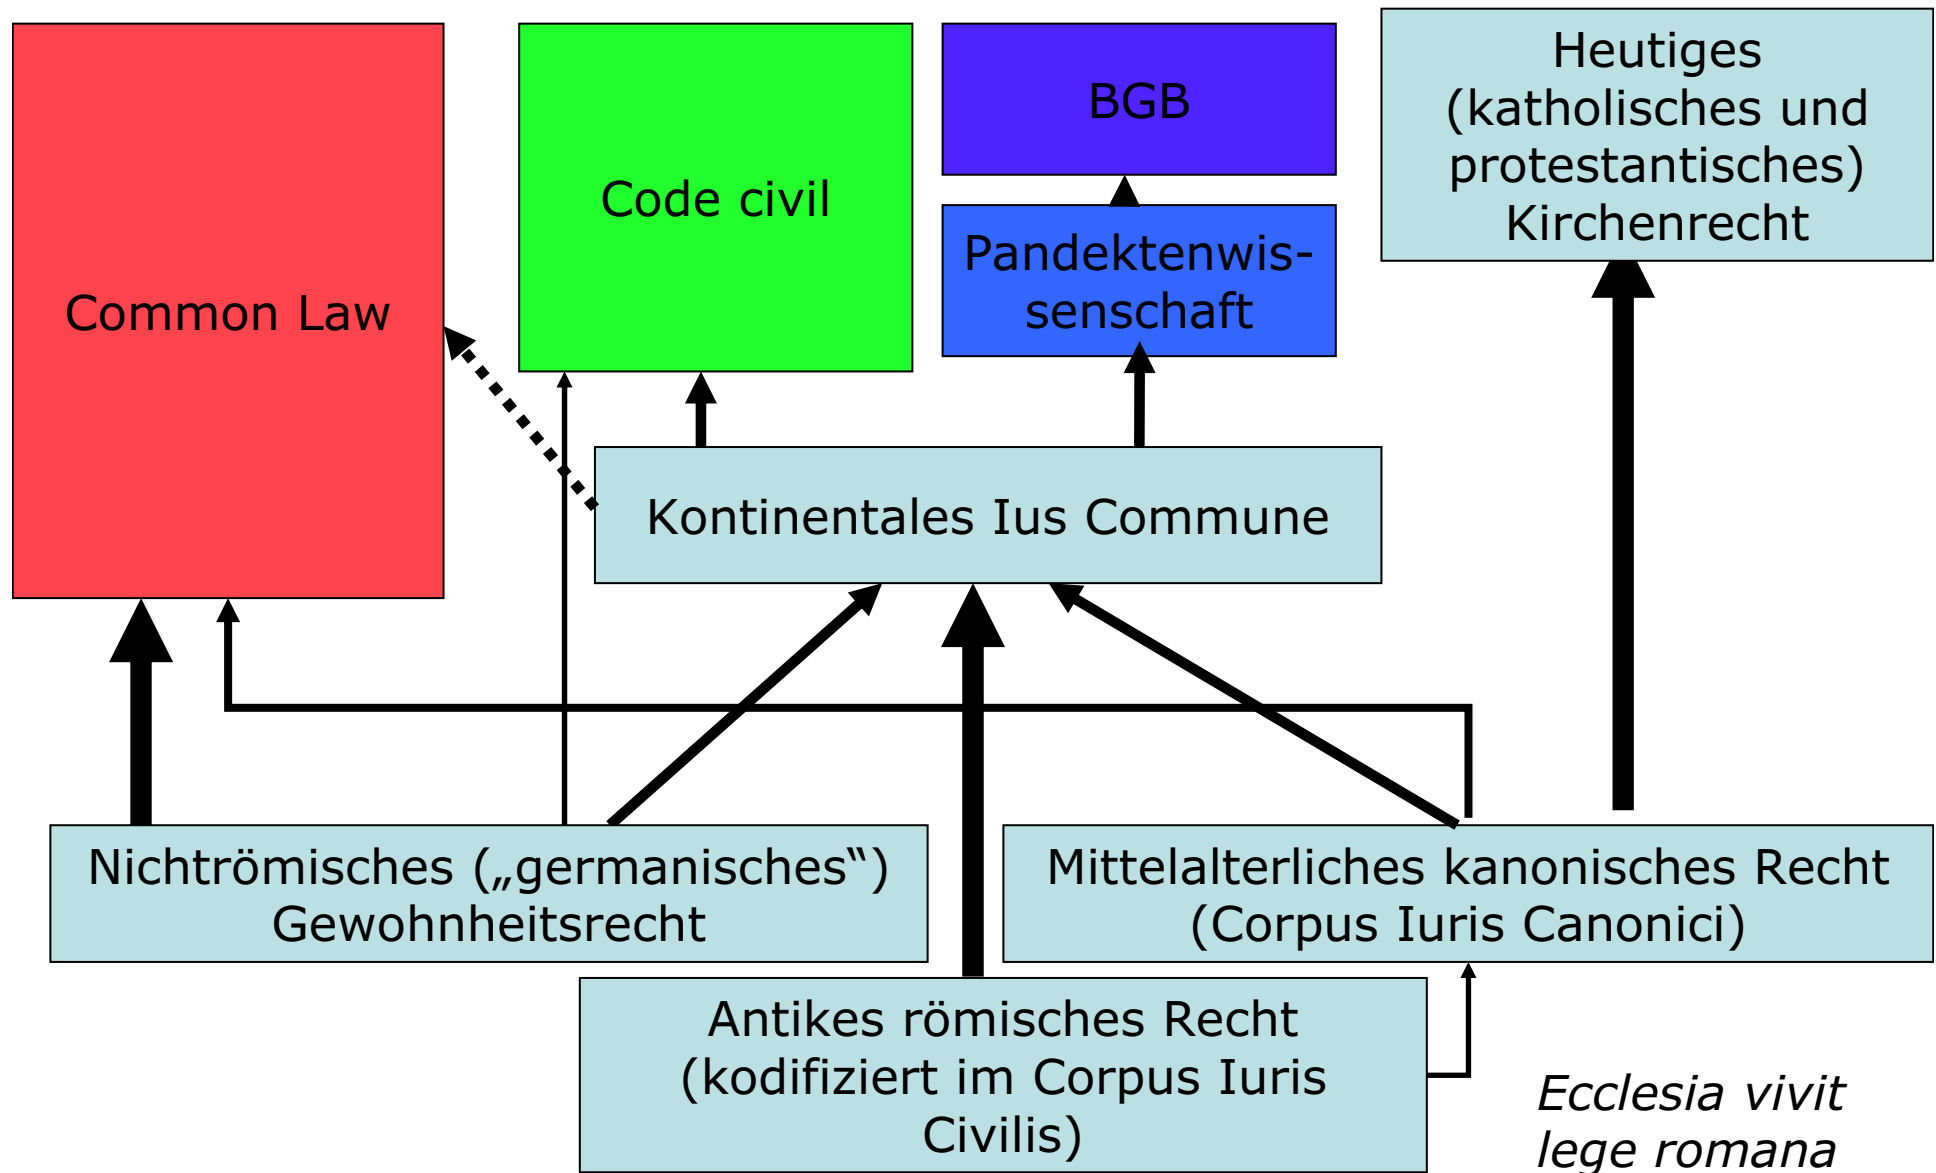 Common Law
Code civil
BGB
Pandektenwis-
senschaft
Heutiges
(katholisches und
protestantisches)
Kirchenrecht
Kontinentales Ius Commune
Nichtrömisches („germanisches“)
Gewohnheitsrecht
Mittelalterliches kanonisches Recht
(Corpus Iuris Canonici)
Antikes römisches Recht
(kodifiziert im Corpus Iuris
Civilis)
Ecclesia vivit
lege romana